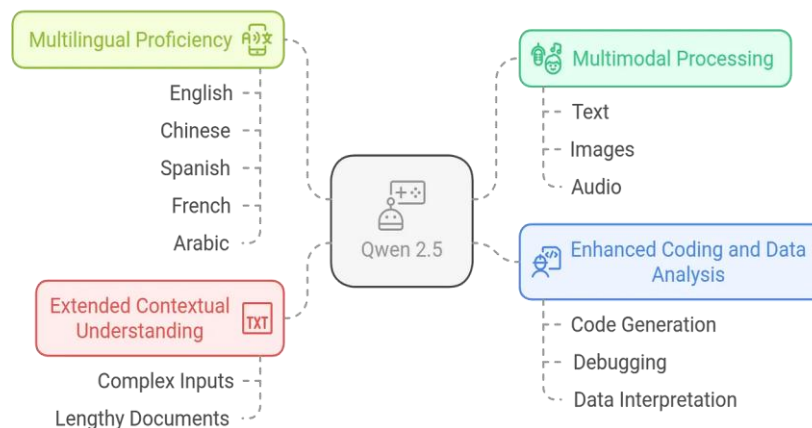 Multilingual Proficiency
English
Chinese
Spanish
French
Arabic
Extended Contextual
Understanding
TXT
Complex Inputs
Lengthy Documents
Qwen 2.5
Multimodal Processing
Text
Images
Audio
Enhanced Coding and Data
Analysis
Code Generation
Debugging
Data Interpretation